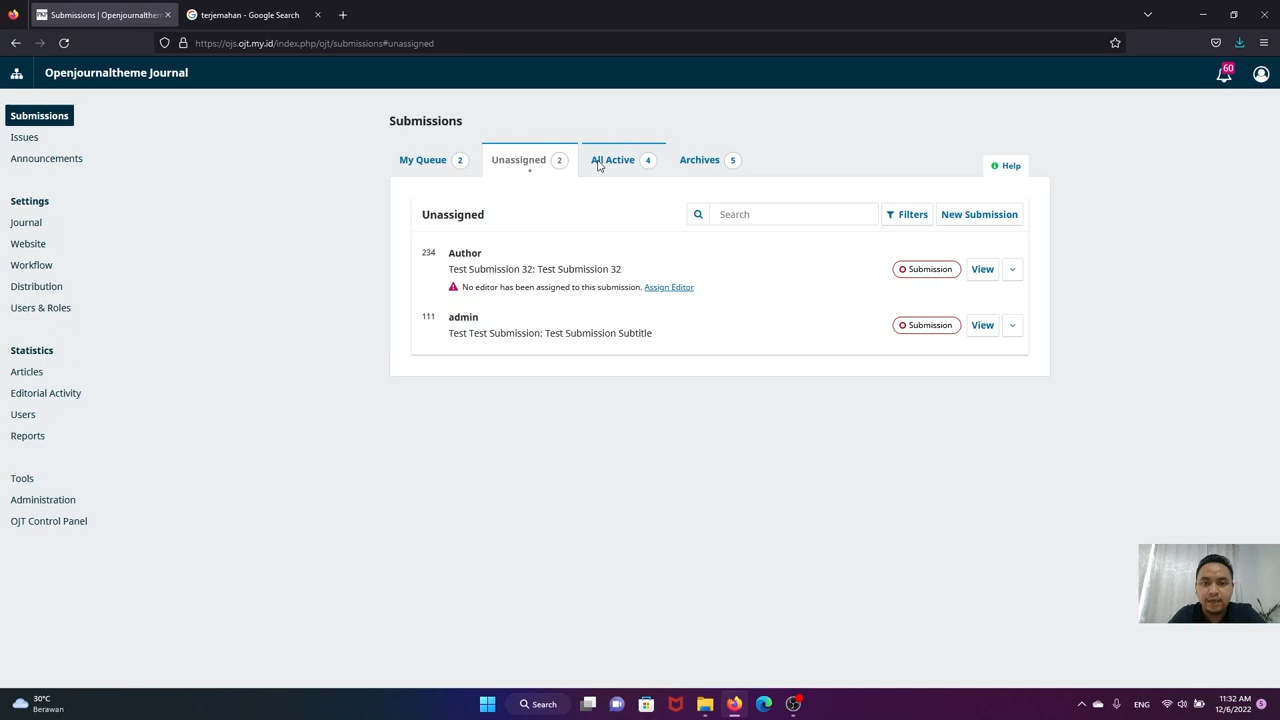 Submissions | Openjournalthem
terjemahan - Google Search
https://ojs.ojt.my.id/index.php/ojt/submissions#unassigned
Openjournaltheme Journal
60
Submissions
Issues
Announcements
Settings
Journal
Website
Workflow
Distribution
Users & Roles
Statistics
Articles
Editorial Activity
Users
Reports
Tools
Administration
OJT Control Panel
Submissions
My Queue 2
Unassigned 2
All Active 4
Archives 5
Help
Unassigned
Search
Filters
New Submission
234 Author
Test Submission 32: Test Submission 32
No editor has been assigned to this submission. Assign Editor
Submission
View
111 admin
Test Test Submission: Test Submission Subtitle
Submission
View
30°C
Berawan
Search
ENG
11:32 AM
12/6/2022
5